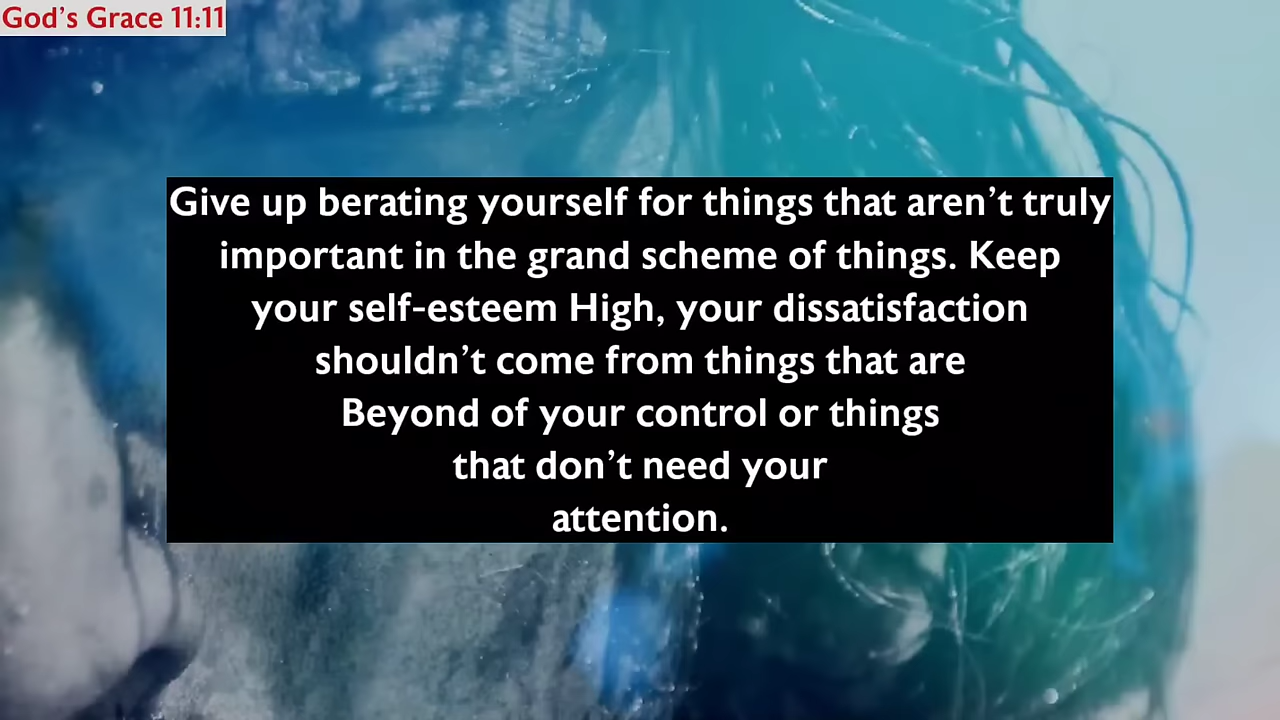 God’s Grace 11:11
Give up berating yourself for things that aren’t truly
important in the grand scheme of things. Keep
your self-esteem High, your dissatisfaction
shouldn’t come from things that are
Beyond of your control or things
that don’t need your
attention.